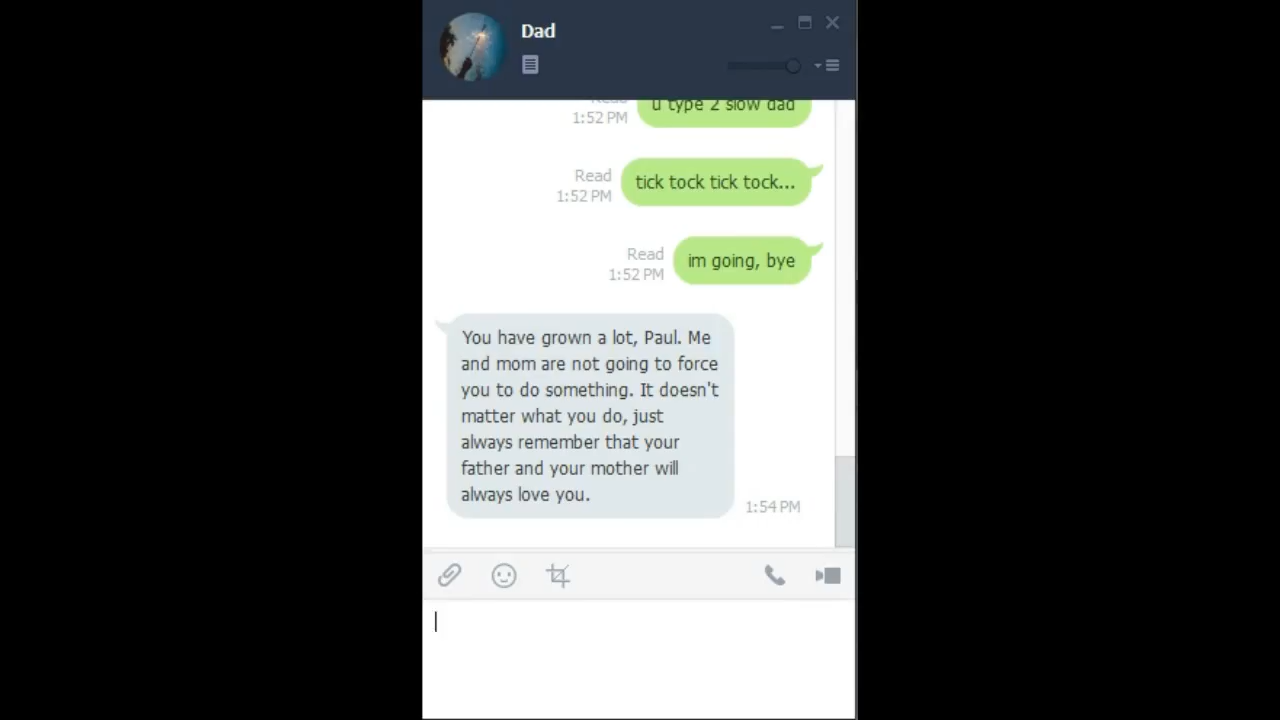 Dad
Read
1:52 PM
u type 2 slow dad
Read
1:52 PM
tick tock tick tock...
Read
1:52 PM
im going, bye
You have grown a lot, Paul. Me
and mom are not going to force
you to do something. It doesn't
matter what you do, just
always remember that your
father and your mother will
always love you.
1:54 PM